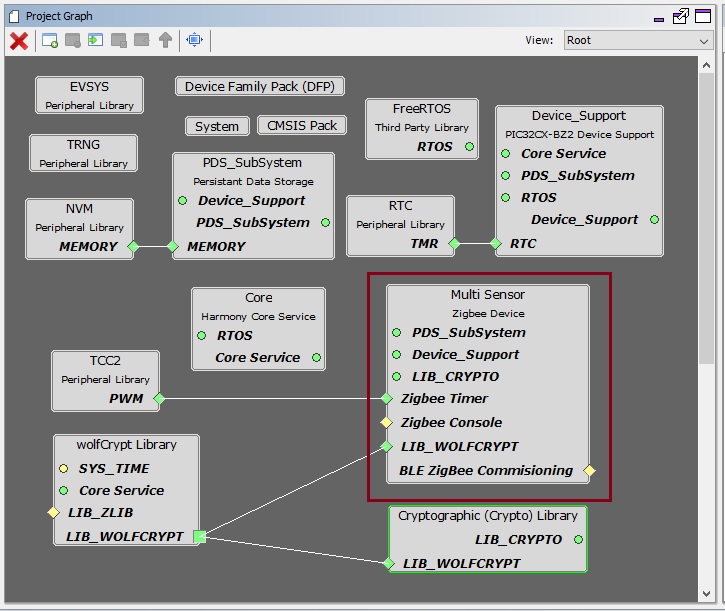 Project Graph
View:
Root
EVSYS
Peripheral Library
Device Family Pack (DFP)
System
CMSIS Pack
FreeRTOS
Third Party Library
RTOS
Device_Support
PIC32CX-BZ2 Device Support
Core Service
PDS_SubSystem
RTOS
Device_Support
RTC
TRNG
Peripheral Library
PDS_SubSystem
Persistant Data Storage
Device_Support
PDS_SubSystem
MEMORY
NVM
Peripheral Library
MEMORY
RTC
Peripheral Library
TMR
Core
Harmony Core Service
RTOS
Core Service
Multi Sensor
Zigbee Device
PDS_SubSystem
Device_Support
LIB_CRYPTO
Zigbee Timer
Zigbee Console
LIB_WOLFCRYPT
BLE ZigBee Commisioning
TCC2
Peripheral Library
PWM
wolfCrypt Library
SYS_TIME
Core Service
LIB_ZLIB
LIB_WOLFCRYPT
Cryptographic (Crypto) Library
LIB_CRYPTO
LIB_WOLFCRYPT